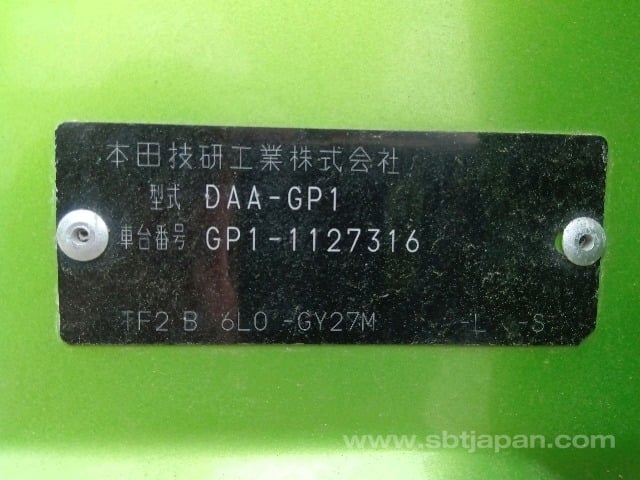 本田技研工業株式会社
型式 DAA-GP1
車台番号 GP1-1127316
TF2 B 6L0 -GY27M -L -S
www.sbtjapan.com